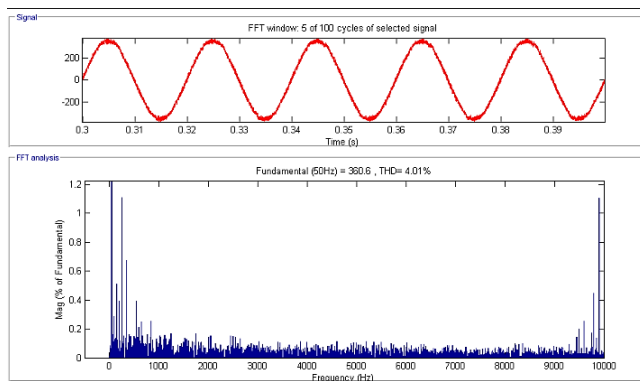 Signal
FFT window: 5 of 100 cycles of selected signal
200
0
-200
0.3 0.31 0.32 0.33 0.34 0.35 0.36 0.37 0.38 0.39
Time (s)
FFT analysis
Fundamental (50Hz) = 360.6 , THD= 4.01%
Mag (% of Fundamental)
1.2
1
0.8
0.6
0.4
0.2
0
0 1000 2000 3000 4000 5000 6000 7000 8000 9000 10000
Frequency (Hz)